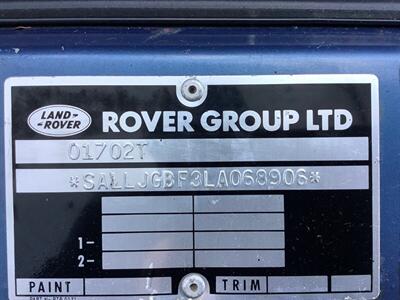 LAND-
ROVER
ROVER GROUP LTD
01702T
*SALLJGBF3LA068906*
1-
2-
PAINT TRIM